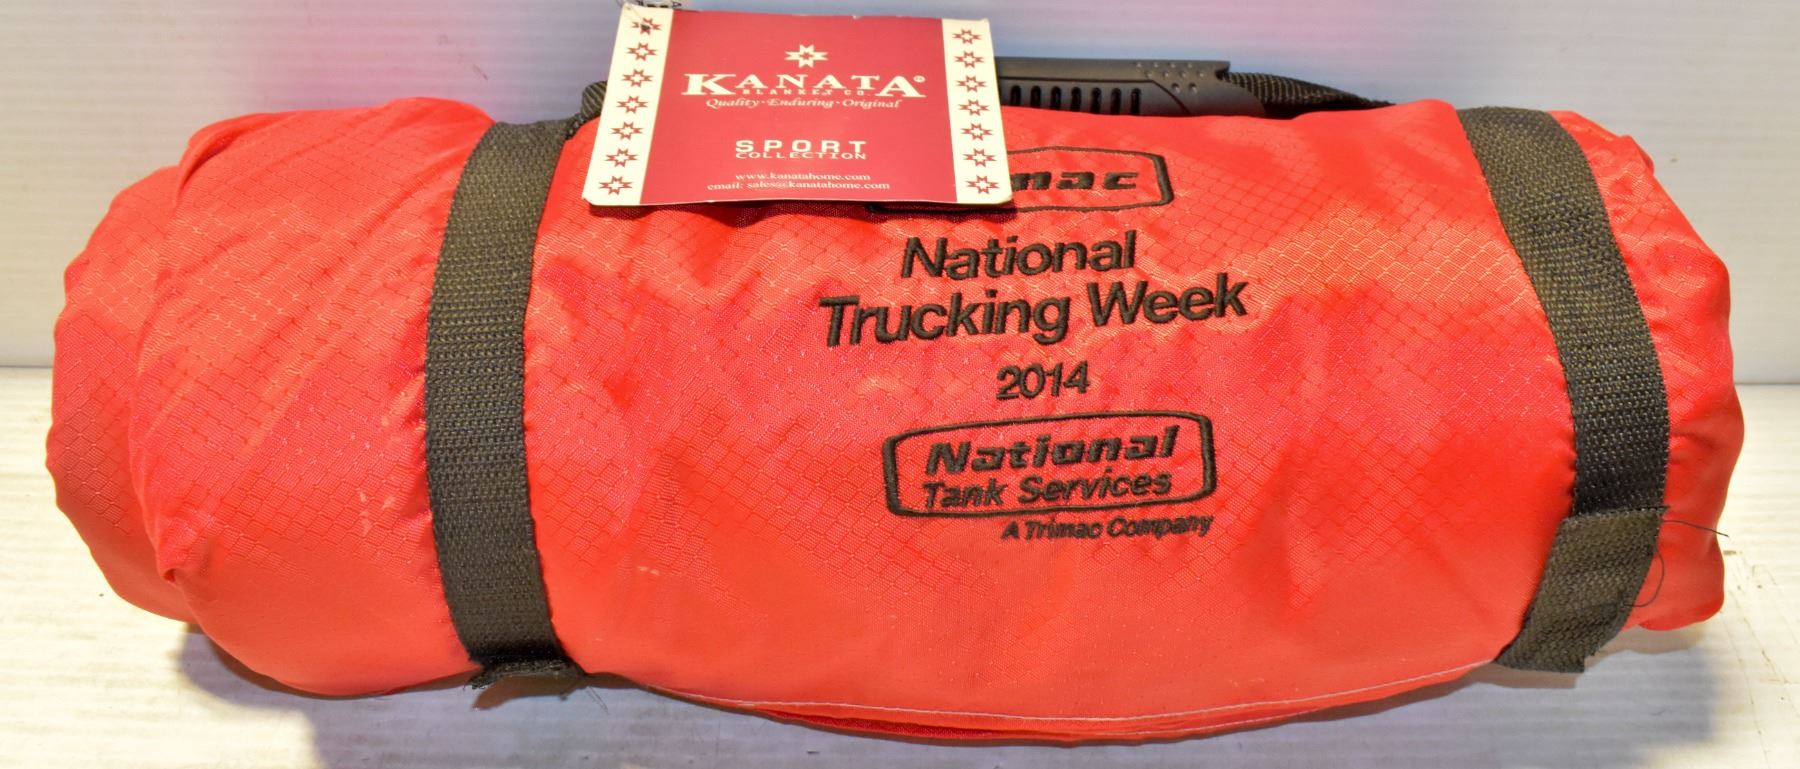 KANATA
BLANKET CO.
Quality · Enduring · Original
SPORT
COLLECTION
www.kanatahome.com
email: sales@kanatahome.com
National
Trucking Week
2014
National
Tank Services
A Trimac Company